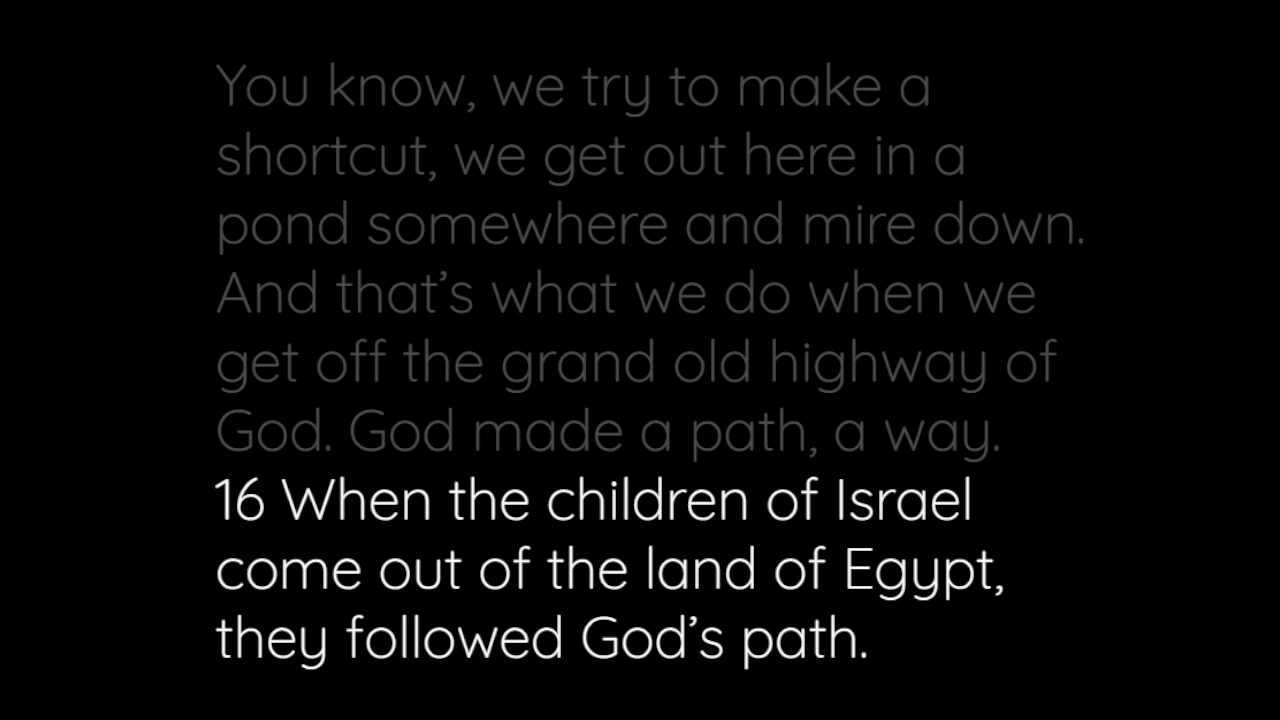 You know, we try to make a
shortcut, we get out here in a
pond somewhere and mire down.
And that’s what we do when we
get off the grand old highway of
God. God made a path, a way.
16 When the children of Israel
come out of the land of Egypt,
they followed God’s path.